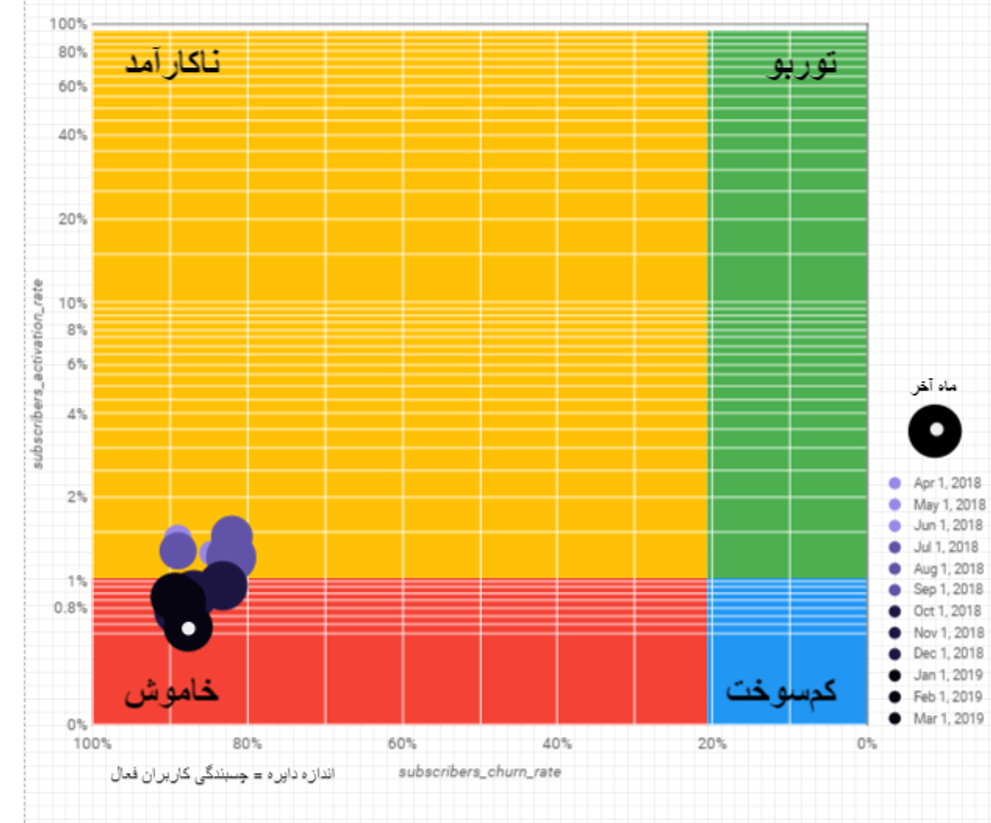 100%
80%
60%
40%
20%
10%
8%
6%
4%
2%
1%
0.8%
0%
subscribers_activation_rate
ناکارآمد
توربو
خاموش
کم‌سوخت
100%
80%
60%
40%
20%
0%
subscribers_churn_rate
اندازه دایره = چسبندگی کاربران فعال
ماه آخر
Apr 1, 2018
May 1, 2018
Jun 1, 2018
Jul 1, 2018
Aug 1, 2018
Sep 1, 2018
Oct 1, 2018
Nov 1, 2018
Dec 1, 2018
Jan 1, 2019
Feb 1, 2019
Mar 1, 2019